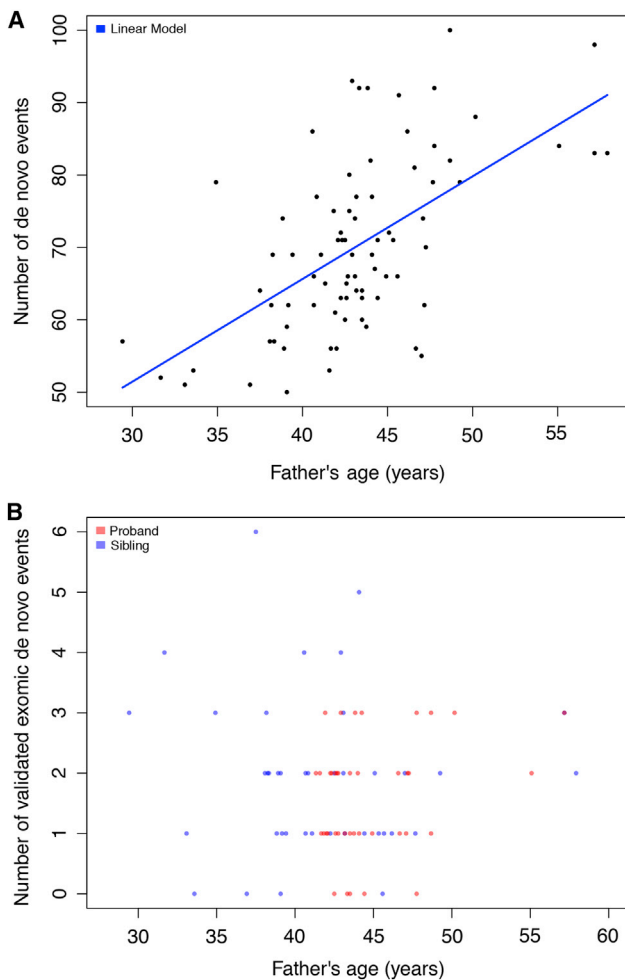 A
Linear Model
Number of de novo events
100
90
80
70
60
50
30
35
40
45
50
55
Father's age (years)
B
Proband
Sibling
Number of validated exomic de novo events
6
5
4
3
2
1
0
30
35
40
45
50
55
60
Father's age (years)